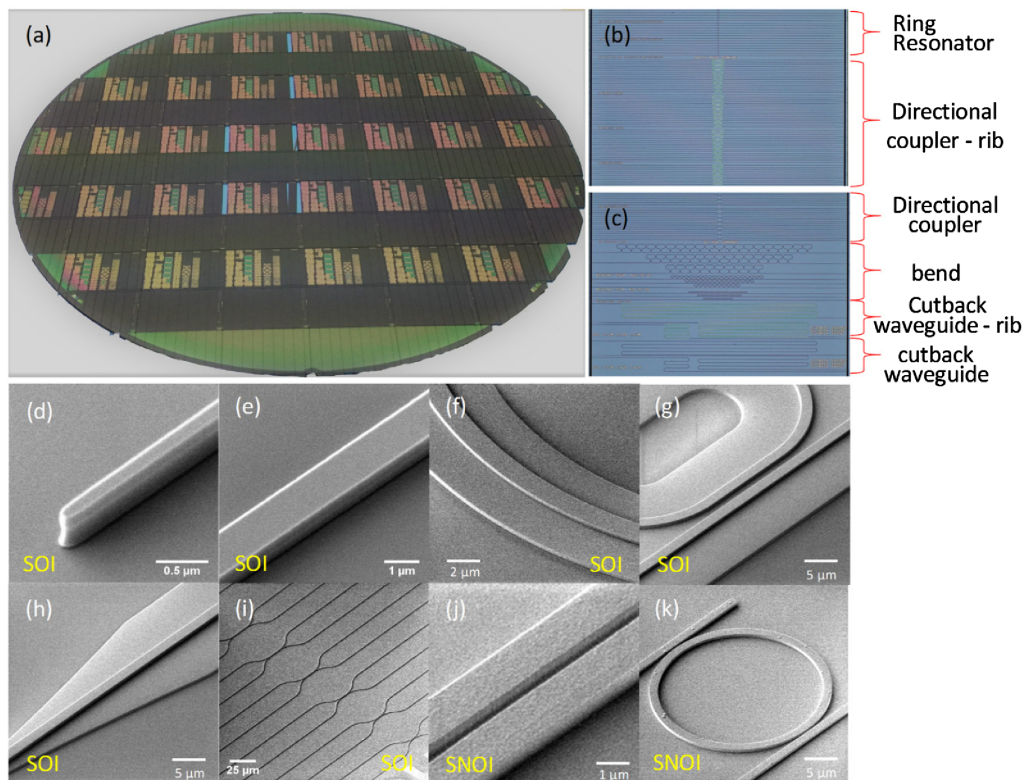 (a)
(b)
Ring
Resonator
Directional
coupler - rib
(c)
Directional
coupler
bend
Cutback
waveguide - rib
cutback
waveguide
(d)
SOI
0.5 μm
(e)
SOI
1 μm
(f)
2 μm
SOI
(g)
SOI
5 μm
(h)
SOI
5 μm
(i)
25 μm
SOI
(j)
SNOI
1 μm
(k)
SNOI
5 μm